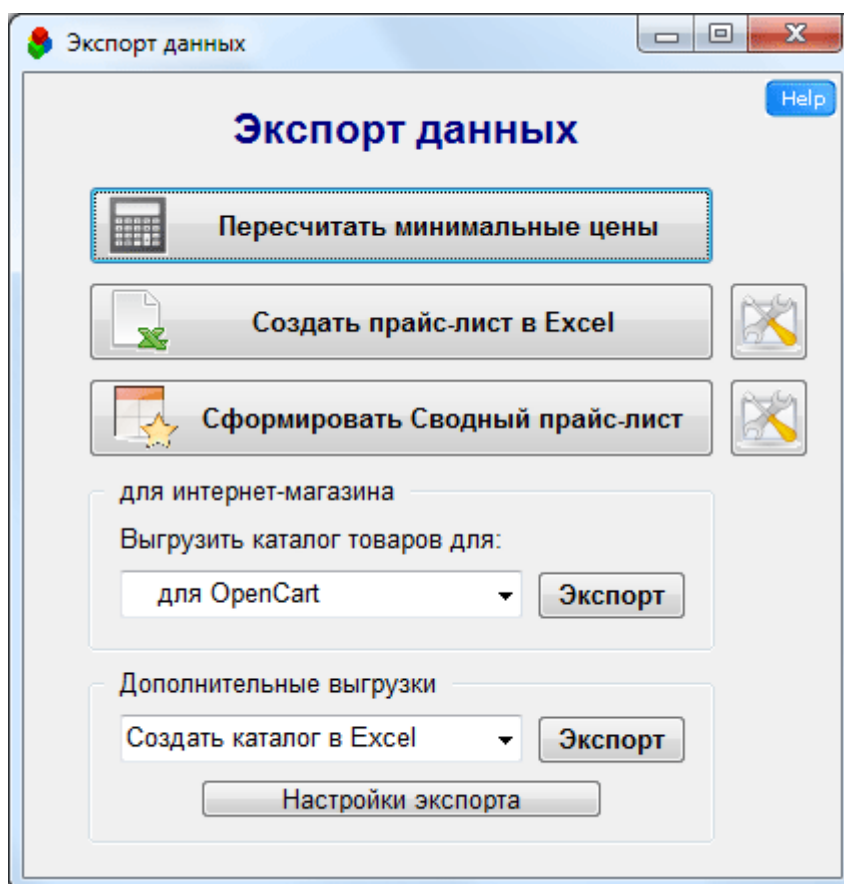 Экспорт данных
Help
Экспорт данных
Пересчитать минимальные цены
Создать прайс-лист в Excel
Сформировать Сводный прайс-лист
для интернет-магазина
Выгрузить каталог товаров для:
для OpenCart
Экспорт
Дополнительные выгрузки
Создать каталог в Excel
Экспорт
Настройки экспорта